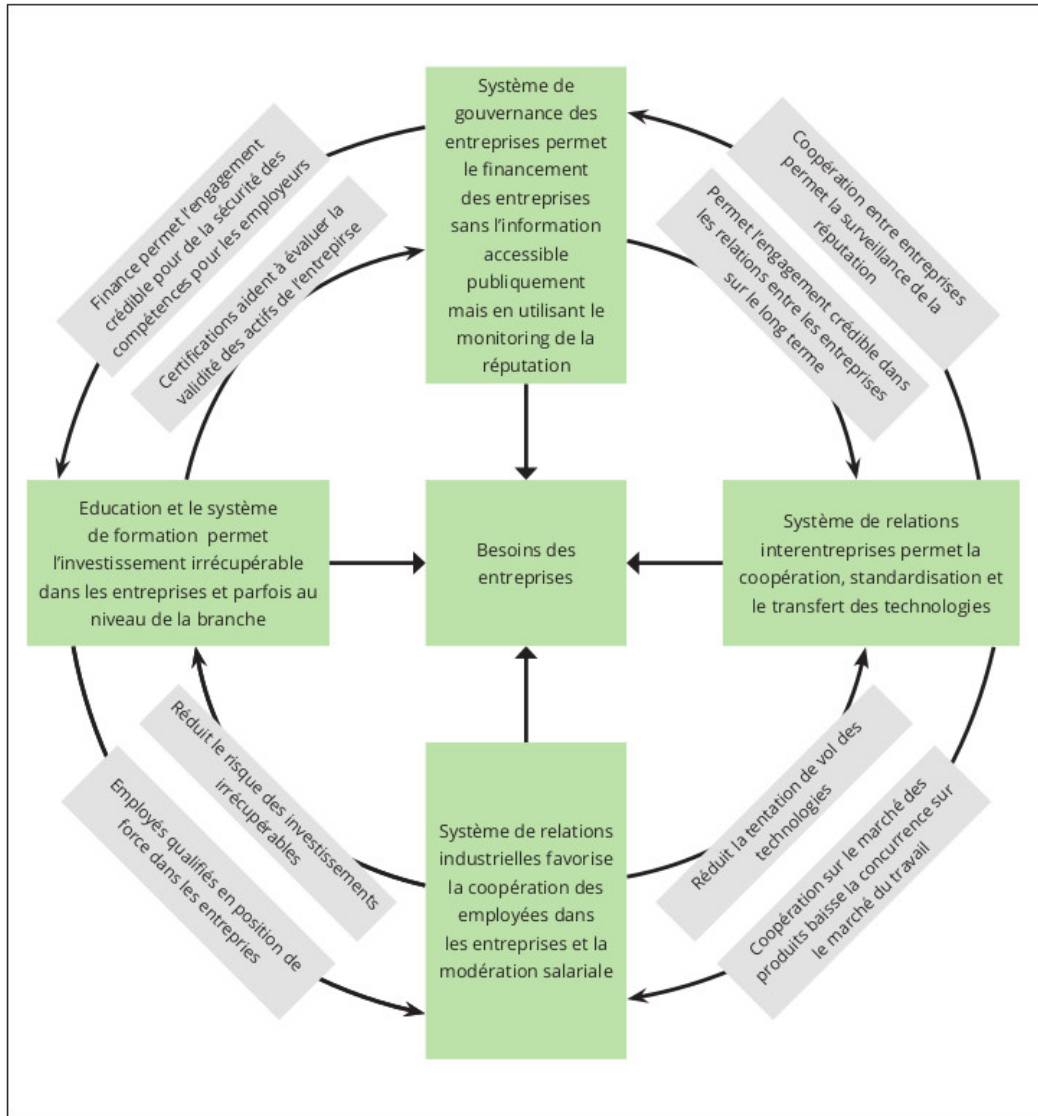 Système de
gouvernance des
entreprises permet
le financement
des entreprises
sans l'information
accessible
publiquement
mais en utilisant le
monitoring de la
réputation
Finance permet l'engagement
crédible pour de la sécurité des
compétences pour les employeurs
Certifications aident à évaluer la
validité des actifs de l'entrepirse
Coopération entre entreprises
permet la surveillance de la
réputation
Permet l'engagement crédible dans
les relations entre les entreprises
sur le long terme
Education et le système
de formation permet
l'investissement irrécupérable
dans les entreprises et parfois au
niveau de la branche
Besoins des
entreprises
Système de relations
interentreprises permet la
coopération, standardisation et
le transfert des technologies
Réduit le risque des investissements
irrécupérables
Employés qualifiés en position de
force dans les entrepries
Système de relations
industrielles favorise
la coopération des
employées dans
les entreprises et la
modération salariale
Réduit la tentation de vol des
technologies
Coopération sur le marché des
produits baisse la concurrence sur
le marché du travail